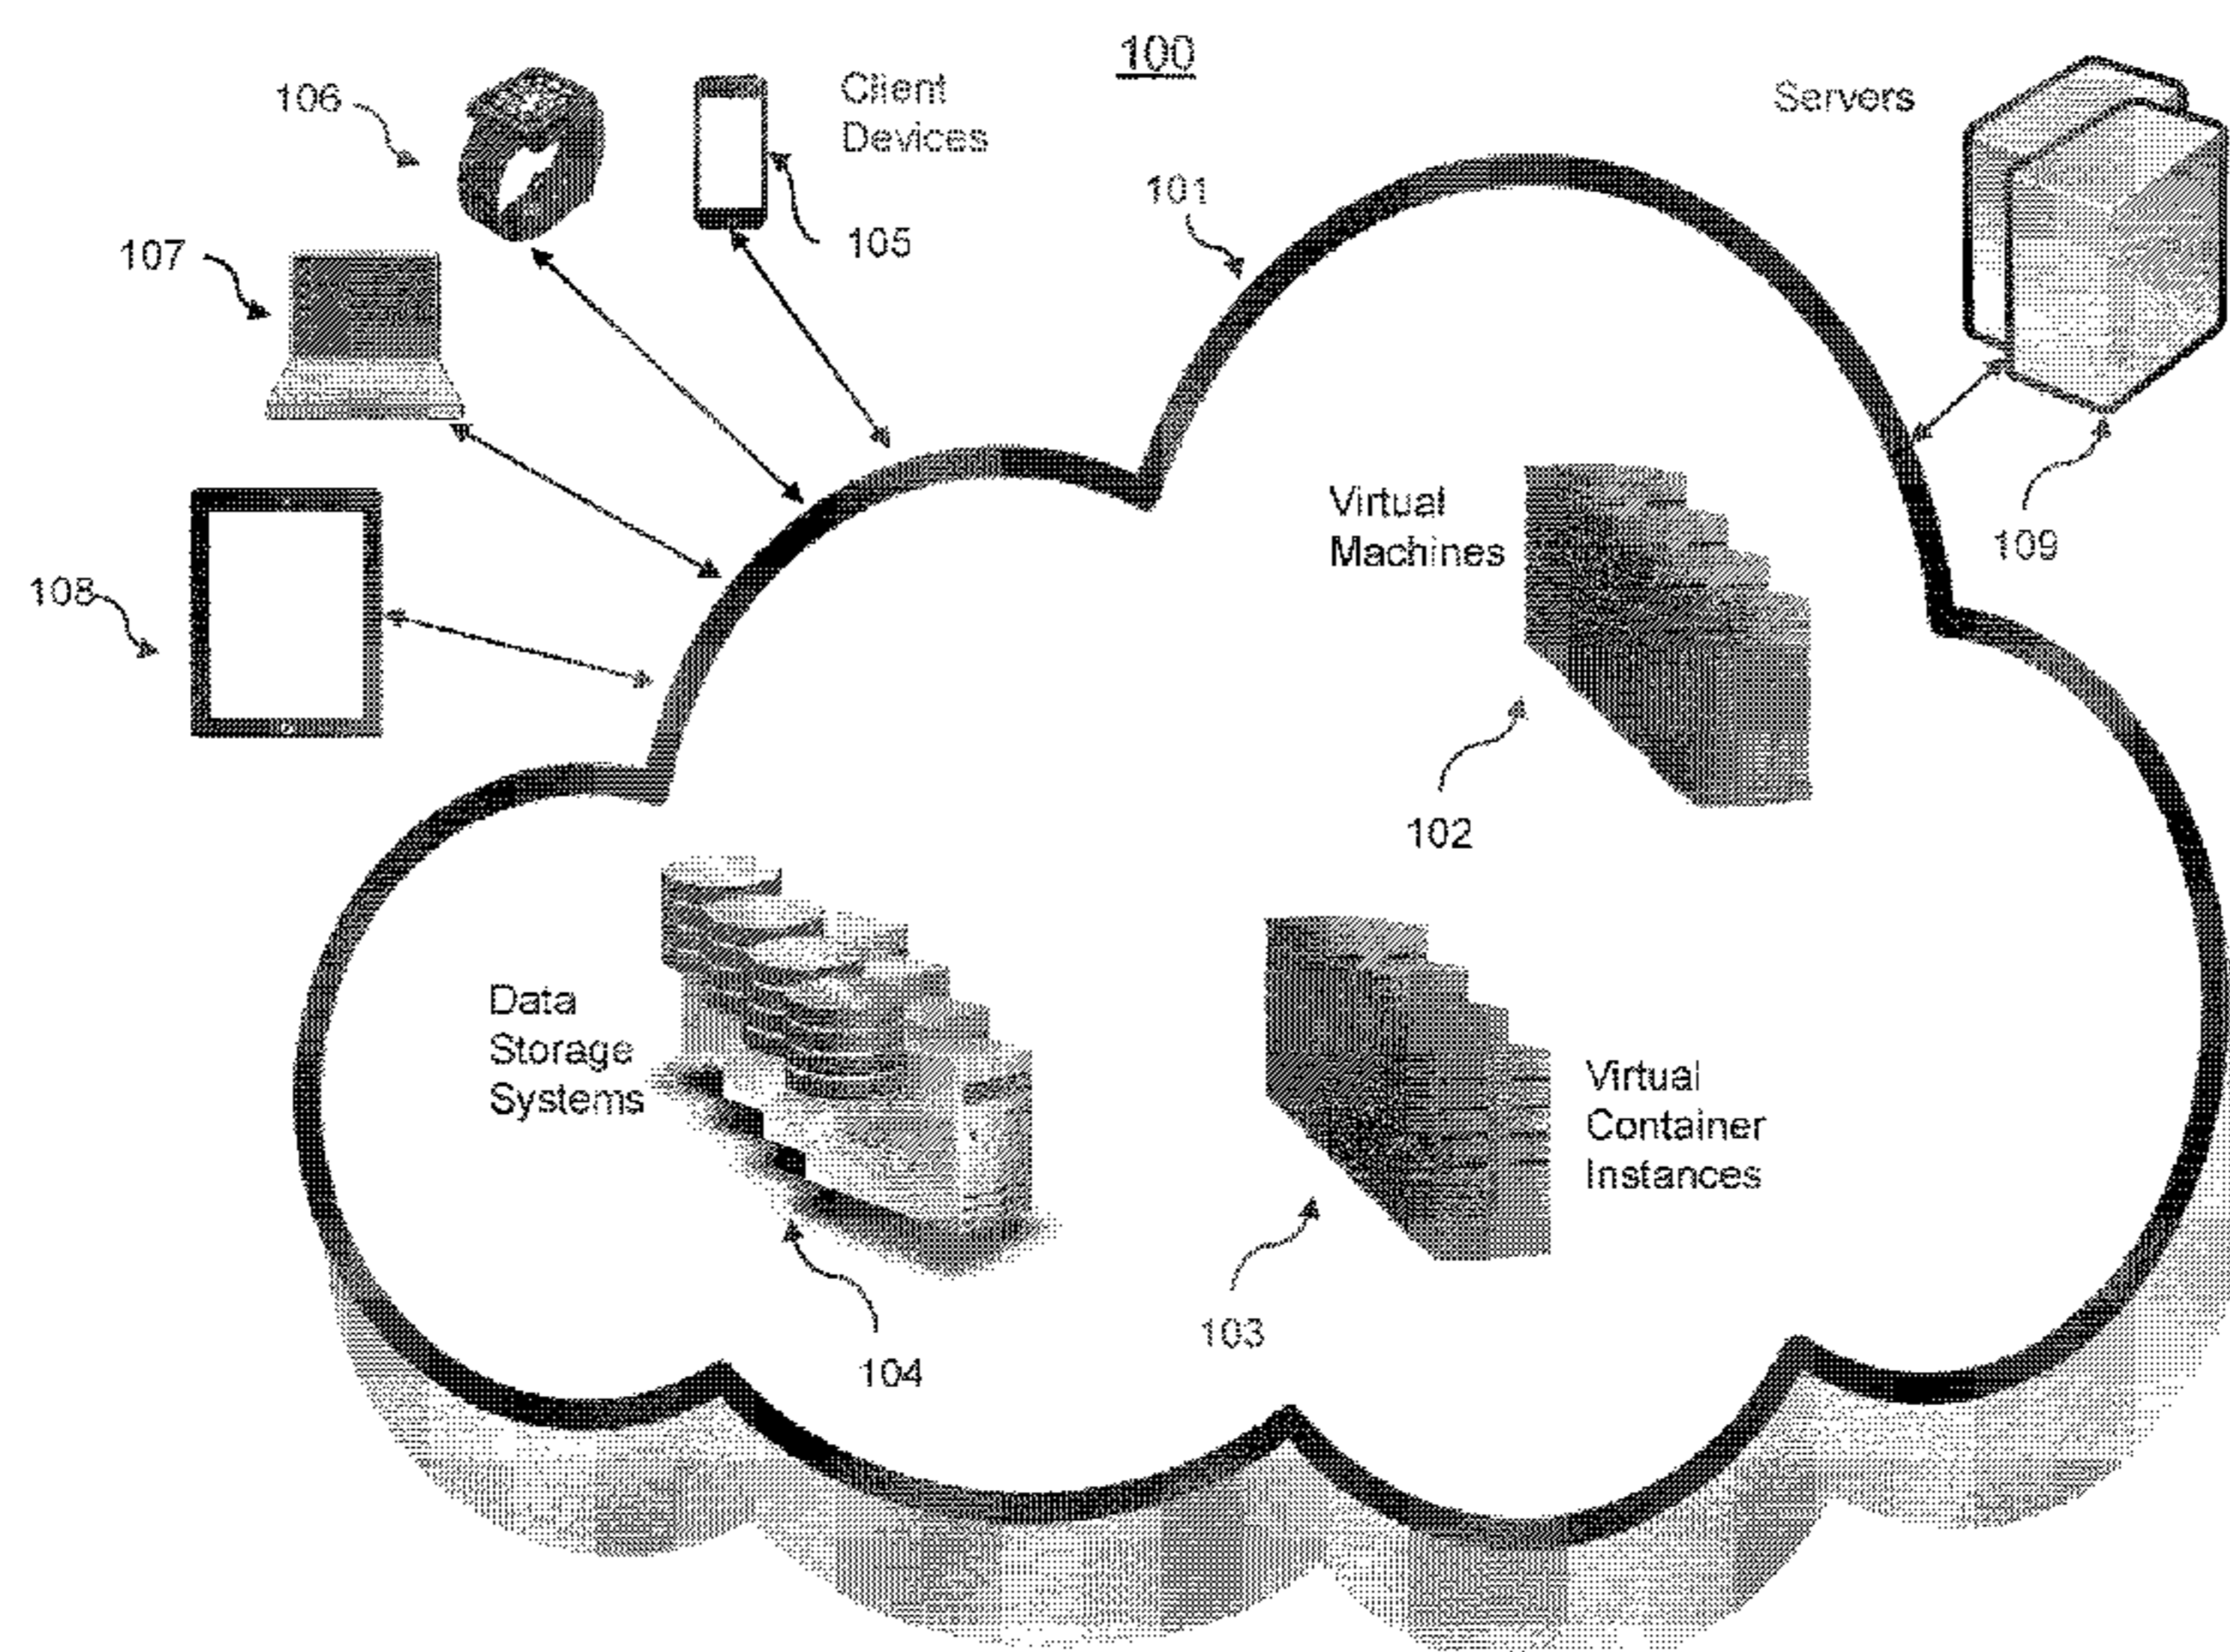 100
106
Client
Devices
Servers
101
105
107
Virtual
Machines
109
108
102
Data
Storage
Systems
Virtual
Container
Instances
103
104